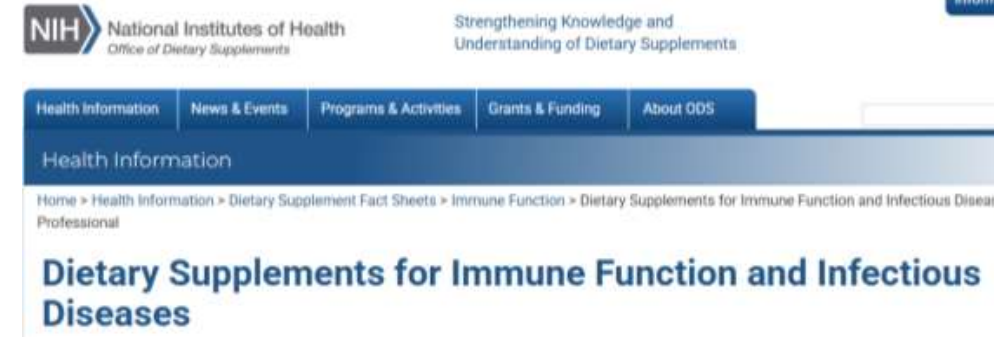 NIH
National Institutes of Health
Office of Dietary Supplements
Strengthening Knowledge and
Understanding of Dietary Supplements
Health Information
News & Events
Programs & Activities
Grants & Funding
About ODS
Health Information
Home > Health Information > Dietary Supplement Fact Sheets > Immune Function > Dietary Supplements for Immune Function and Infectious
Professional
Dietary Supplements for Immune Function and Infectious
Diseases